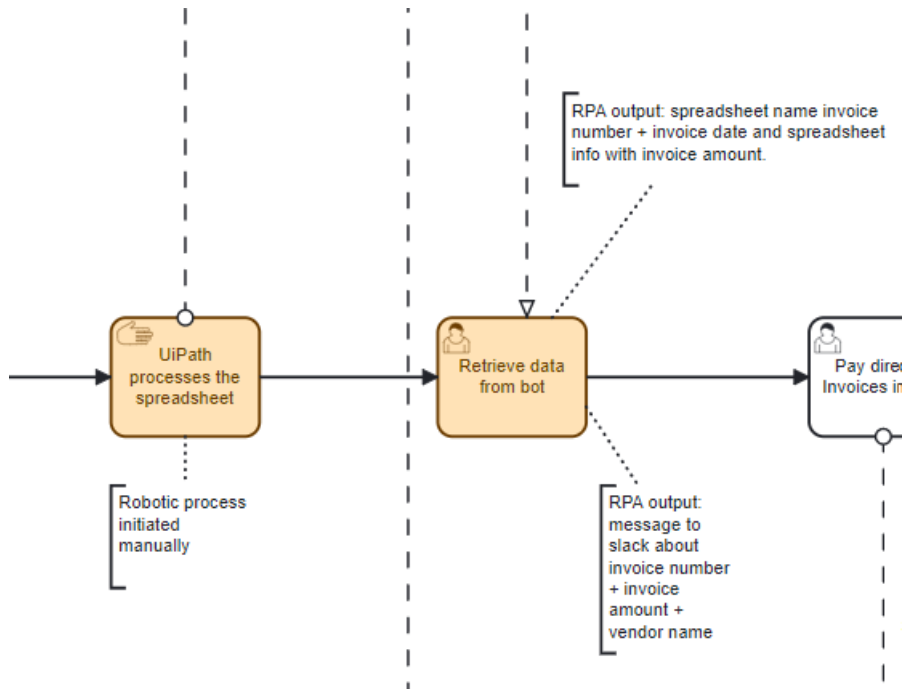 RPA output: spreadsheet name invoice
number + invoice date and spreadsheet
info with invoice amount.
UiPath
processes the
spreadsheet
Retrieve data
from bot
Pay
Invoices
Robotic process
initiated
manually
RPA output:
message to
slack about
invoice number
+ invoice
amount +
vendor name